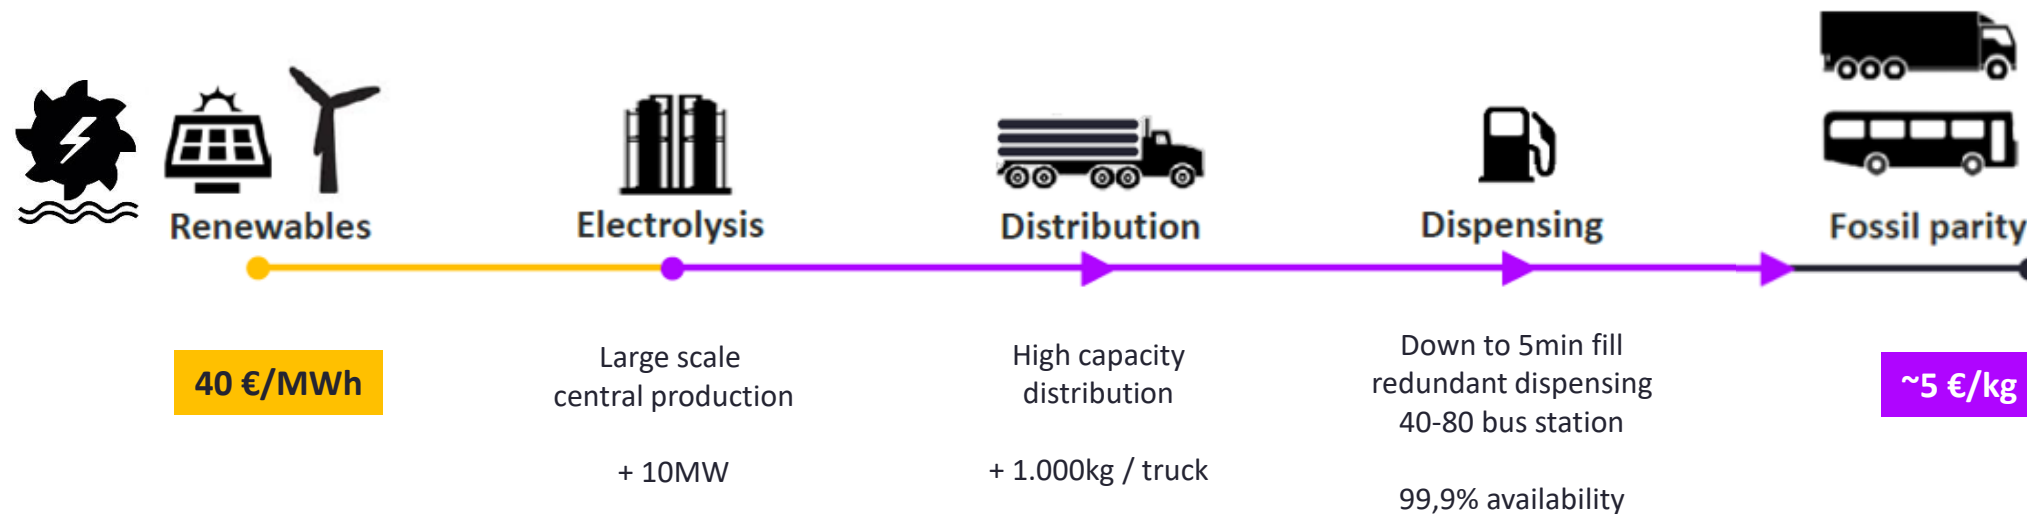 Renewables
Electrolysis
Distribution
Dispensing
Fossil parity
40 €/MWh
Large scale
central production
+ 10MW
High capacity
distribution
+ 1.000kg / truck
Down to 5min fill
redundant dispensing
40-80 bus station
99,9% availability
~5 €/kg